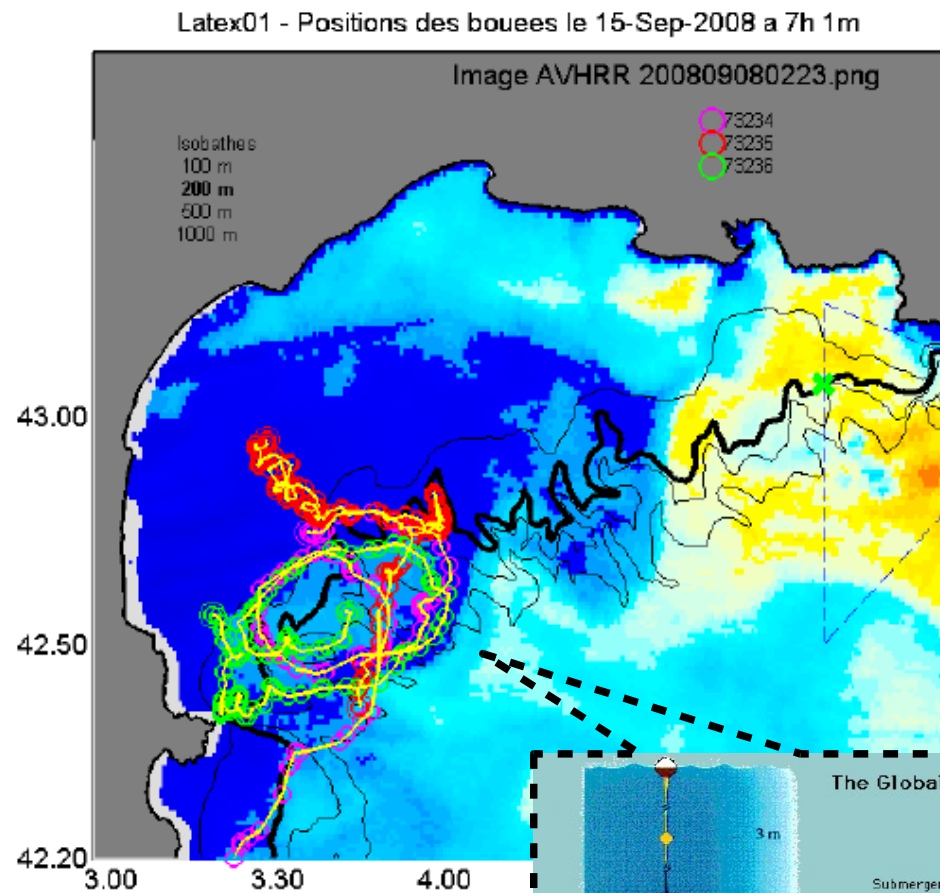 Latex01 - Positions des bouees le 15-Sep-2008 a 7h 1m
Image AVHRR 200809080223.png
73234
73235
73236
Isobathes
100 m
200 m
500 m
1000 m
43.00
42.50
42.20
3.00
3.30
4.00
The Global
3 m
Submerge